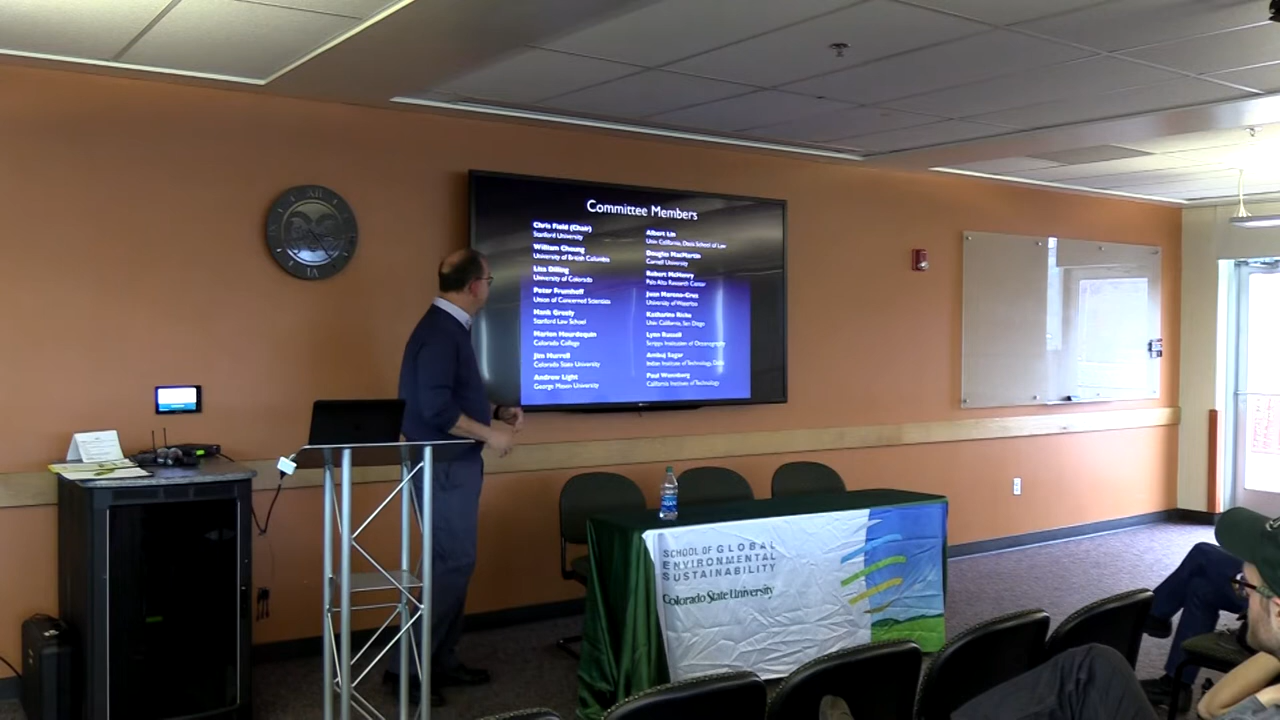 Committee Members
Chris Field (Chair)
Stanford University
William Cheung
University of British Columbia
Lisa Dilling
University of Colorado
Peter Frumhoff
Union of Concerned Scientists
Hank Greely
Stanford Law School
Marion Hourdequin
Colorado College
Jim Hurrell
Colorado State University
Andrew Light
George Mason University
Albert Lin
Univ California, Davis School of Law
Douglas MacMartin
Cornell University
Robert McHenry
Palo Alto Research Center
Juan Moreno-Cruz
University of Waterloo
Katharine Ricke
Univ California, San Diego
Lynn Russell
Scripps Institution of Oceanography
Ambuj Sagar
Indian Institute of Technology, Delhi
Paul Wennberg
California Institute of Technology
SCHOOL OF GLOBAL
ENVIRONMENTAL
SUSTAINABILITY
Colorado State University